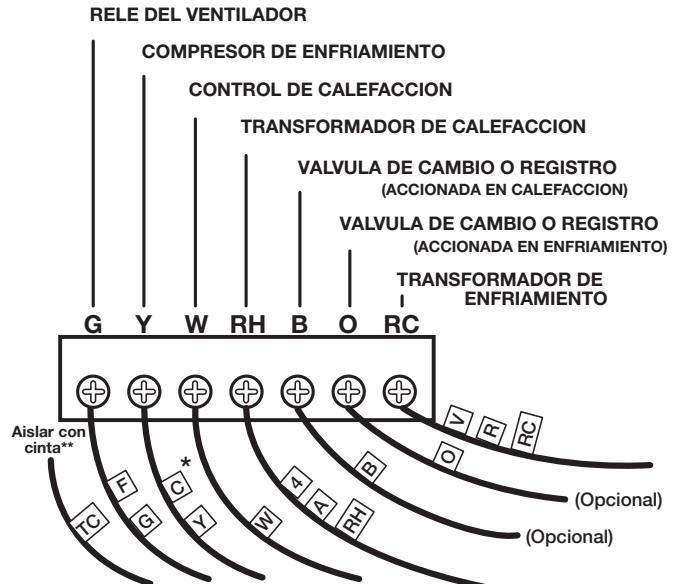 RELE DEL VENTILADOR
COMPRESOR DE ENFRIAMIENTO
CONTROL DE CALEFACCION
TRANSFORMADOR DE CALEFACCION
VALVULA DE CAMBIO O REGISTRO
(ACCIONADA EN CALEFACCION)
VALVULA DE CAMBIO O REGISTRO
(ACCIONADA EN ENFRIAMIENTO)
TRANSFORMADOR DE
ENFRIAMIENTO
G Y W RH B O RC
Aislar con
cinta**
TC
F
G
C*
Y
W
4
A
RH
B
O
V
R
RC
(Opcional)
(Opcional)